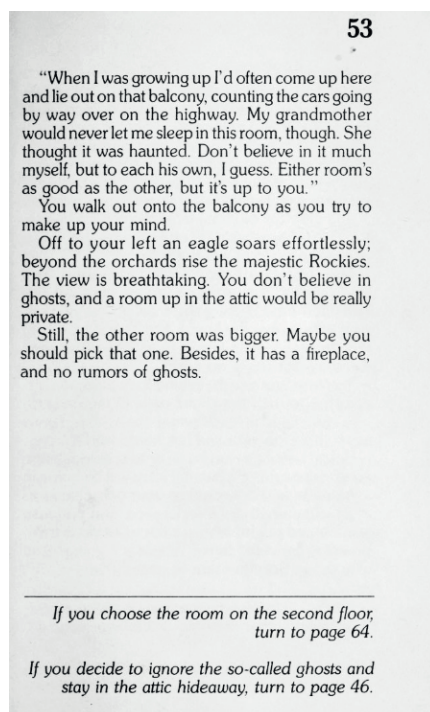 53
“When I was growing up I’d often come up here
and lie out on that balcony, counting the cars going
by way over on the highway. My grandmother
would never let me sleep in this room, though. She
thought it was haunted. Don’t believe in it much
myself, but to each his own, I guess. Either room’s
as good as the other, but it’s up to you.”
You walk out onto the balcony as you try to
make up your mind.
Off to your left an eagle soars effortlessly;
beyond the orchards rise the majestic Rockies.
The view is breathtaking. You don’t believe in
ghosts, and a room up in the attic would be really
private.
Still, the other room was bigger. Maybe you
should pick that one. Besides, it has a fireplace,
and no rumors of ghosts.
If you choose the room on the second floor,
turn to page 64.
If you decide to ignore the so-called ghosts and
stay in the attic hideaway, turn to page 46.